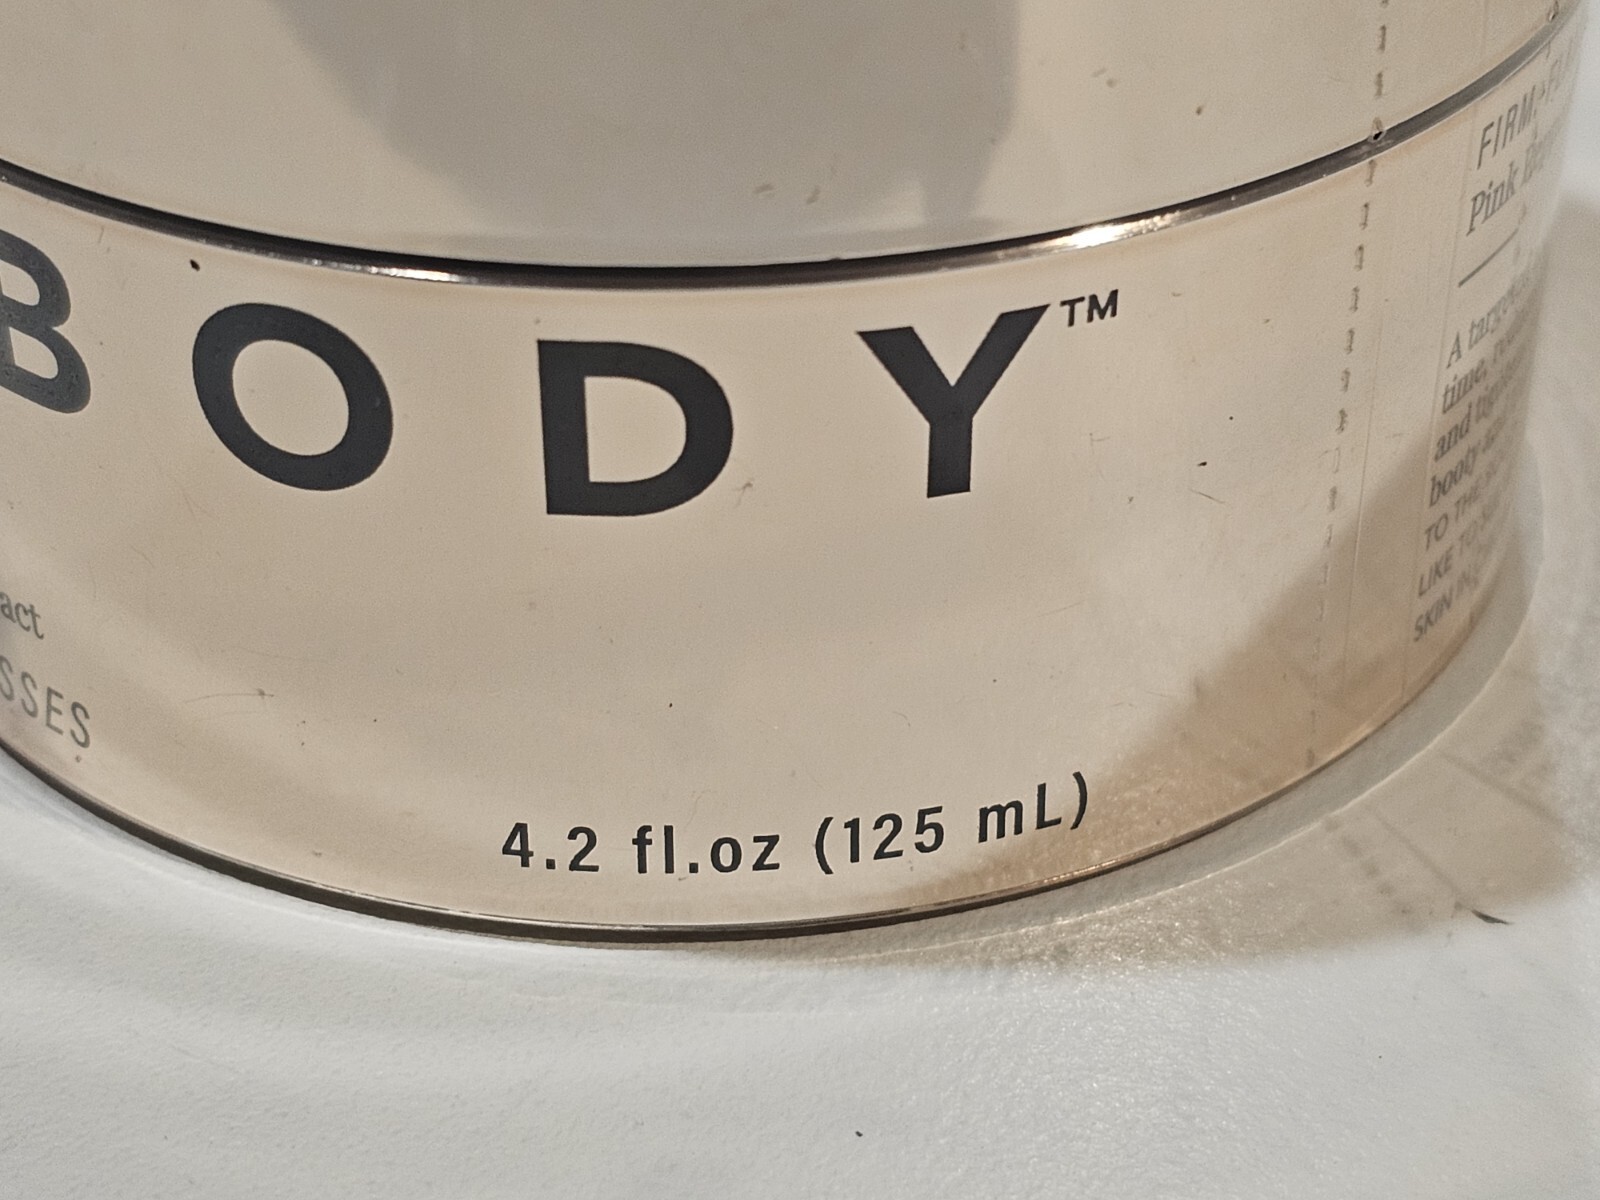 BODY™
act
SSES
4.2 fl.oz (125 mL)
FIRM
Pink
A
time,
and
booty
TO THE
LIKE TO
SKIN IN